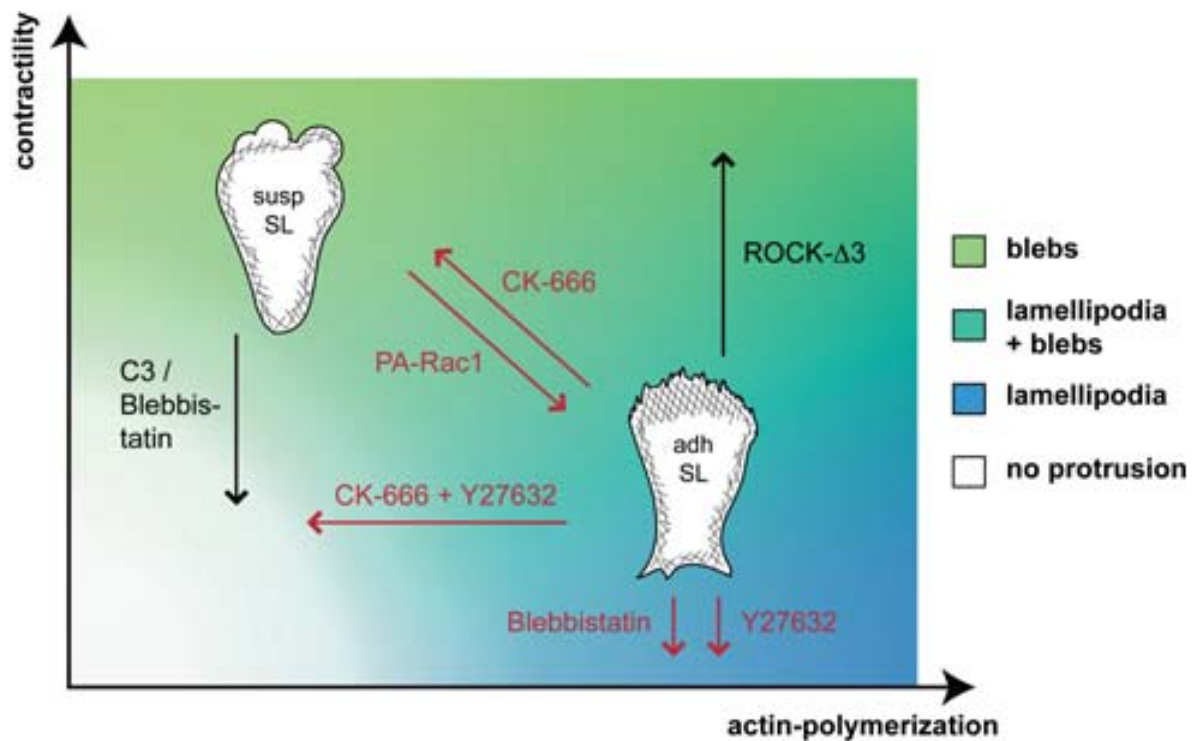 contractility
susp
SL
CK-666
PA-Rac1
ROCK-Δ3
C3 /
Blebbis-
tatin
CK-666 + Y27632
adh
SL
Blebbistatin
Y27632
actin-polymerization
blebs
lamellipodia
+ blebs
lamellipodia
no protrusion